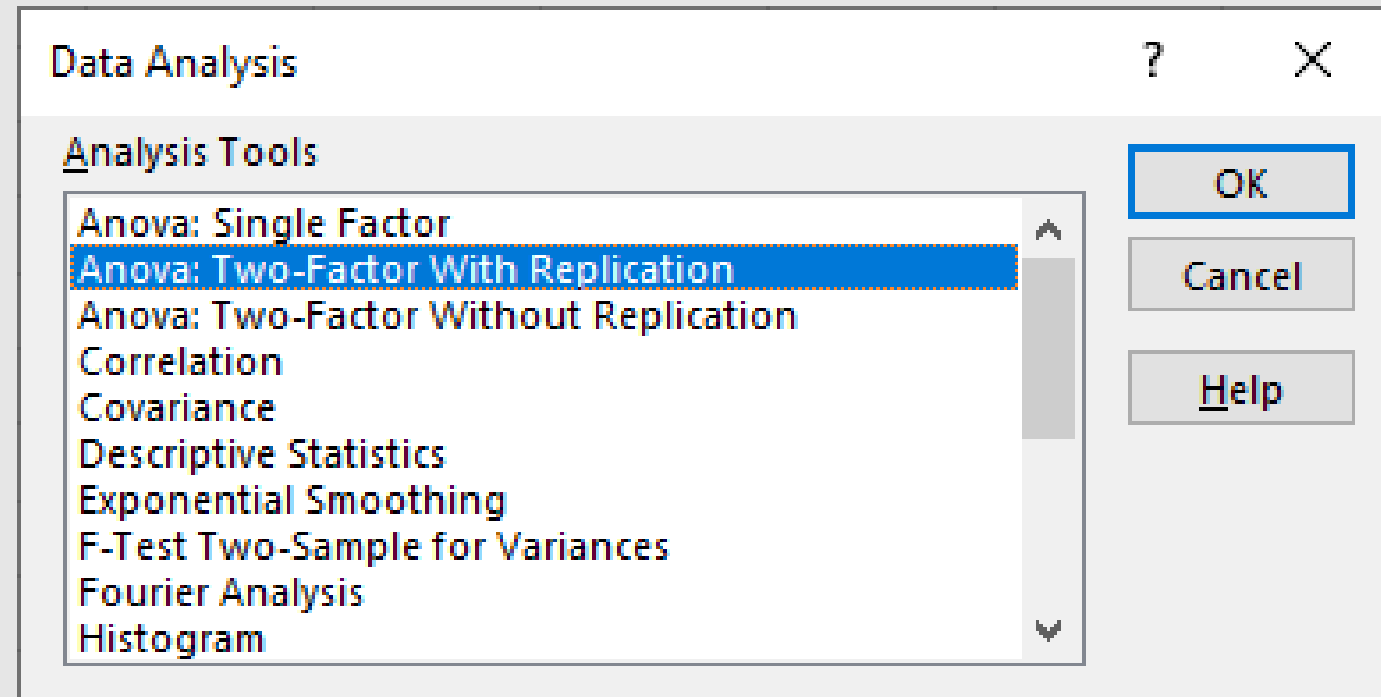 Data Analysis ?
Analysis Tools
OK
Cancel
Help
Anova: Single Factor
Anova: Two-Factor With Replication
Anova: Two-Factor Without Replication
Correlation
Covariance
Descriptive Statistics
Exponential Smoothing
F-Test Two-Sample for Variances
Fourier Analysis
Histogram